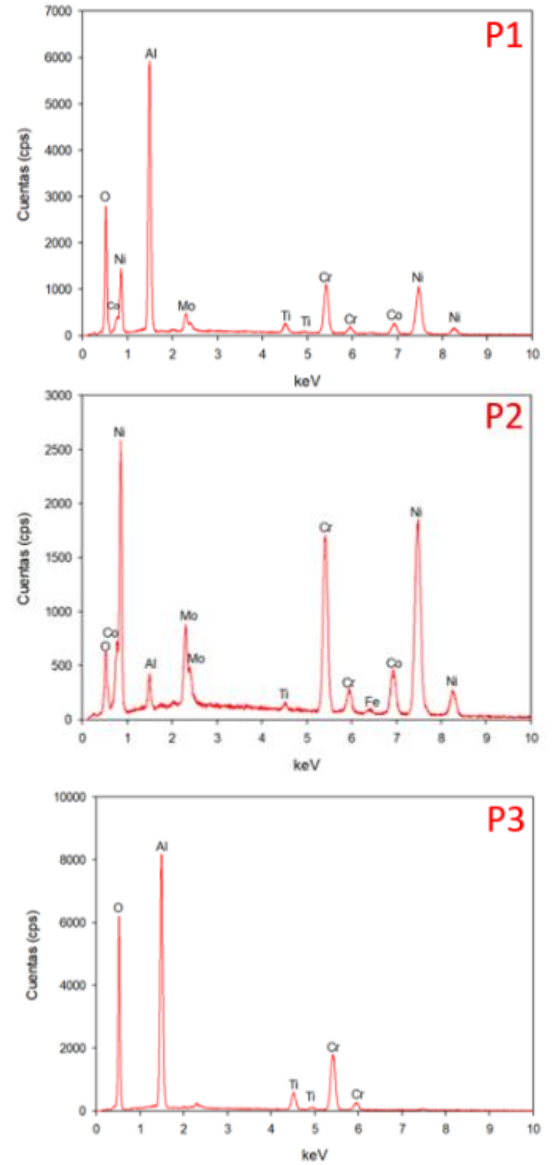 P1
7000
6000
5000
4000
3000
2000
1000
0
Cuentas (cps)
O
Co
Ni
Al
Mo
Ti
Ti
Cr
Cr
Co
Ni
Ni
0 1 2 3 4 5 6 7 8 9 10
keV
P2
3000
2500
2000
1500
1000
500
0
Cuentas (cps)
O
Co
Ni
Al
Mo
Mo
Ti
Cr
Cr
Fe
Co
Ni
Ni
0 1 2 3 4 5 6 7 8 9 10
keV
P3
10000
8000
6000
4000
2000
0
Cuentas (cps)
O
Al
Ti
Ti
Cr
Cr
0 1 2 3 4 5 6 7 8 9 10
keV